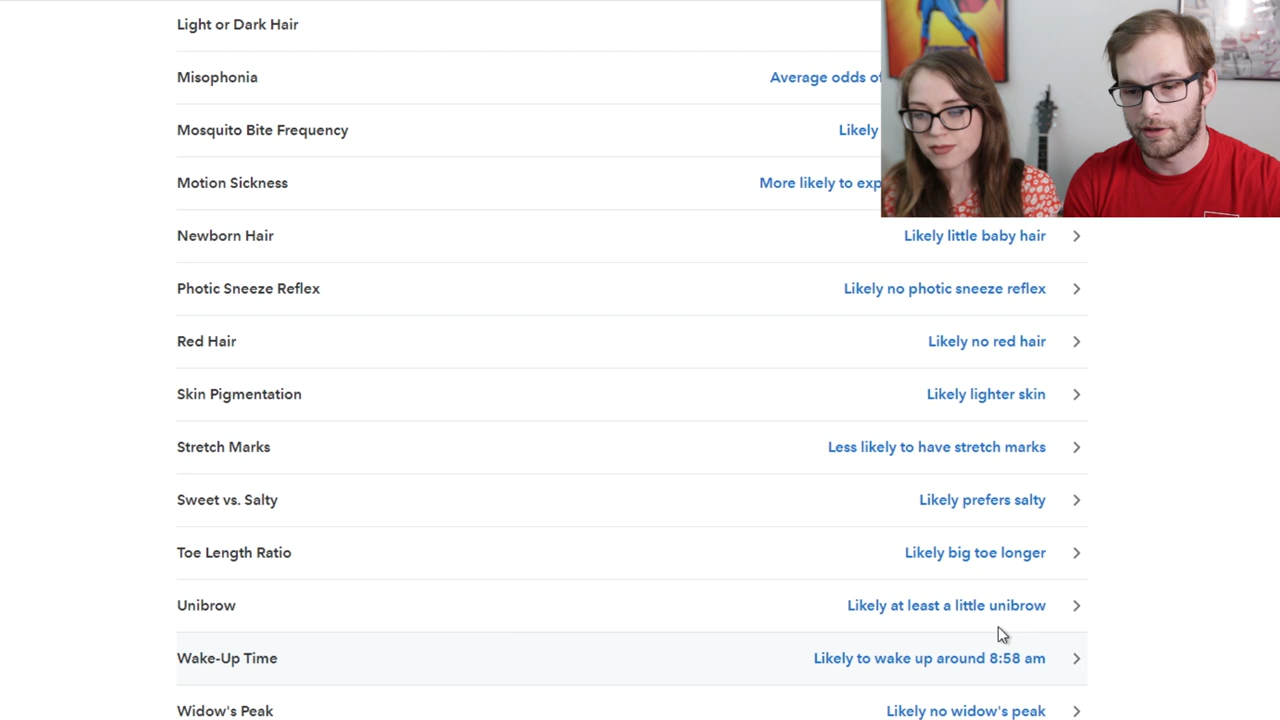 Light or Dark Hair
Misophonia Average odds of
Mosquito Bite Frequency Likely
Motion Sickness More likely to
Newborn Hair Likely little baby hair
Photic Sneeze Reflex Likely no photic sneeze reflex
Red Hair Likely no red hair
Skin Pigmentation Likely lighter skin
Stretch Marks Less likely to have stretch marks
Sweet vs. Salty Likely prefers salty
Toe Length Ratio Likely big toe longer
Unibrow Likely at least a little unibrow
Wake-Up Time Likely to wake up around 8:58 am
Widow's Peak Likely no widow's peak